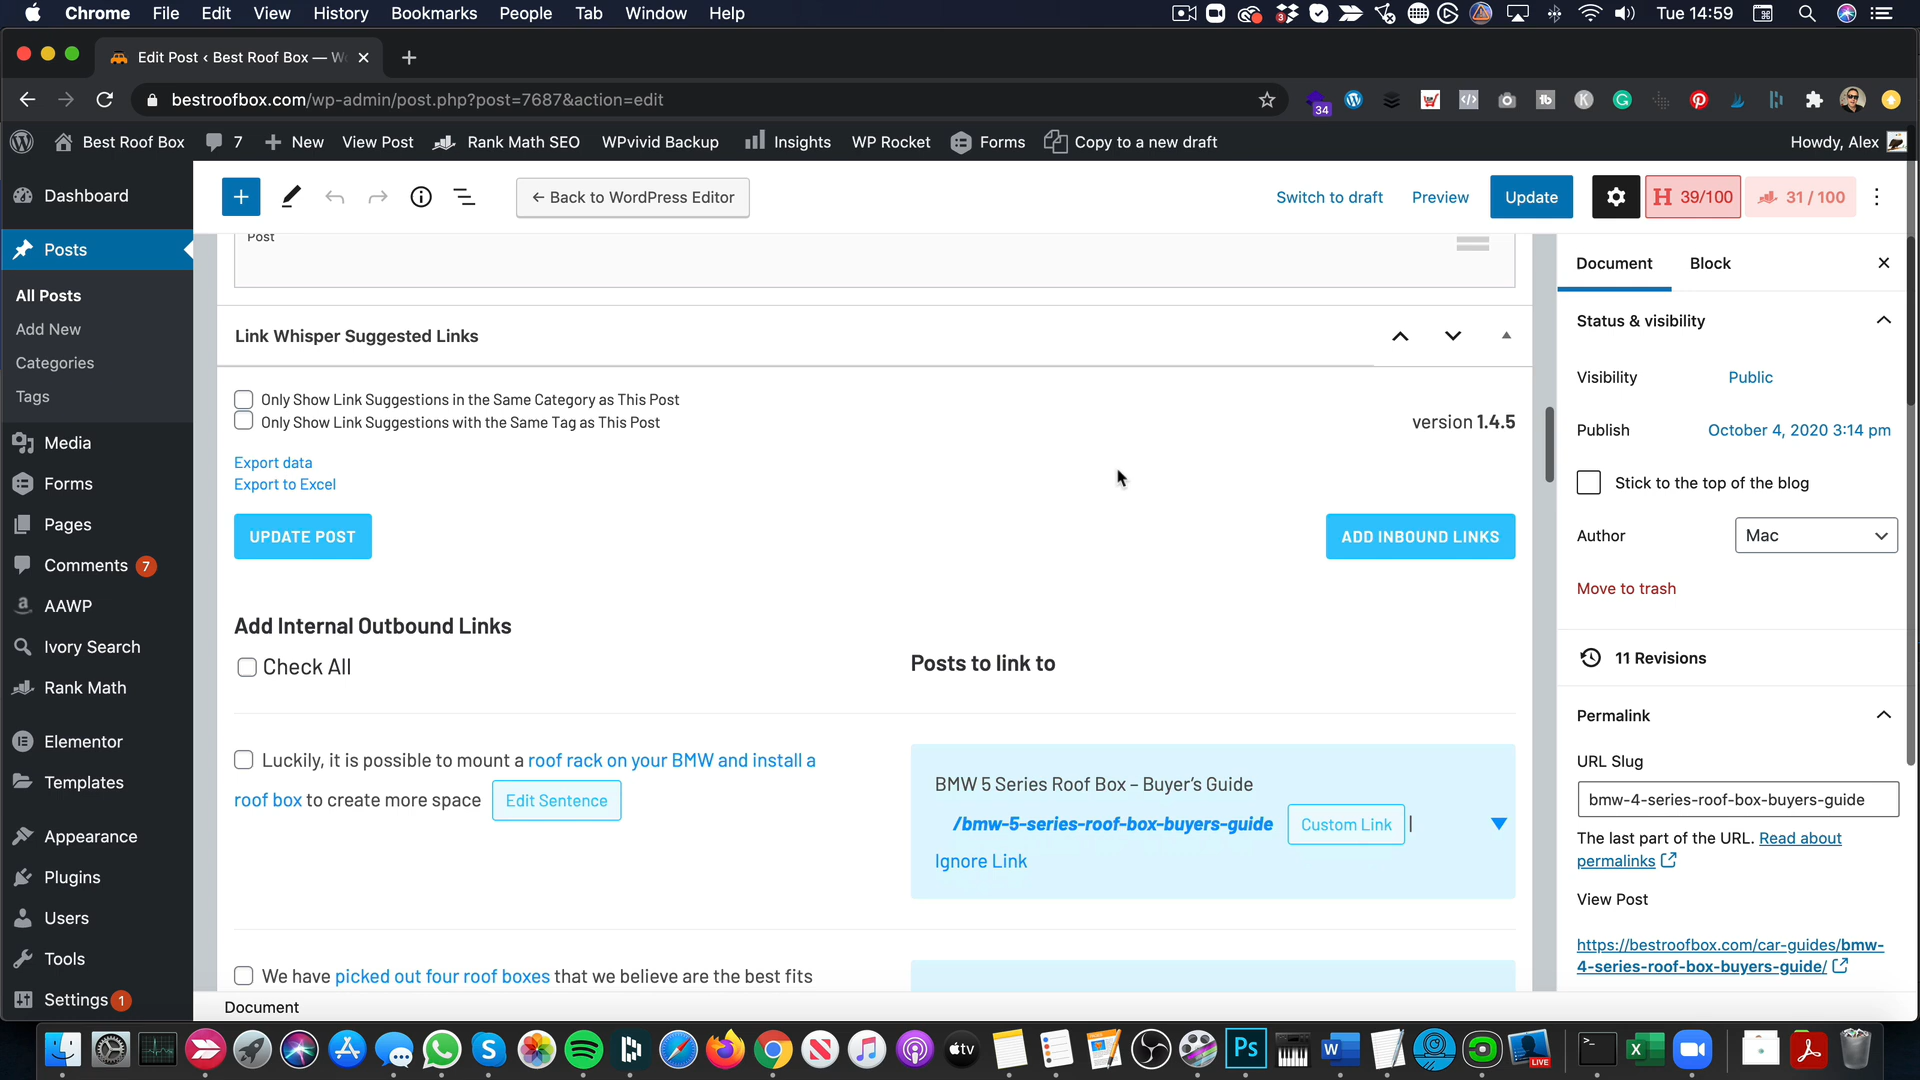 Chrome File Edit View History Bookmarks People Tab Window Help
Tue 14:59
Edit Post ‹ Best Roof Box — W
bestroofbox.com/wp-admin/post.php?post=7687&action=edit
34
Best Roof Box 7 New View Post Rank Math SEO WPvivid Backup Insights WP Rocket Forms Copy to a new draft
Howdy, Alex
Dashboard
Posts
All Posts
Add New
Categories
Tags
Media
Forms
Pages
Comments 7
AAWP
Ivory Search
Rank Math
Elementor
Templates
Appearance
Plugins
Users
Tools
Settings 1
← Back to WordPress Editor
Switch to draft
Preview
Update
39/100
31 / 100
Post
Link Whisper Suggested Links
Only Show Link Suggestions in the Same Category as This Post
Only Show Link Suggestions with the Same Tag as This Post
version 1.4.5
Export data
Export to Excel
UPDATE POST
ADD INBOUND LINKS
Add Internal Outbound Links
Check All
Posts to link to
Luckily, it is possible to mount a roof rack on your BMW and install a
roof box to create more space
Edit Sentence
BMW 5 Series Roof Box – Buyer's Guide
/bmw-5-series-roof-box-buyers-guide
Custom Link
|
Ignore Link
We have picked out four roof boxes that we believe are the best fits
Document
Document
Block
Status & visibility
Visibility
Public
Publish
October 4, 2020 3:14 pm
Stick to the top of the blog
Author
Mac
Move to trash
11 Revisions
Permalink
URL Slug
bmw-4-series-roof-box-buyers-guide
The last part of the URL. Read about
permalinks
View Post
https://bestroofbox.com/car-guides/bmw-
4-series-roof-box-buyers-guide/
tv
Ps
W
LIVE
X